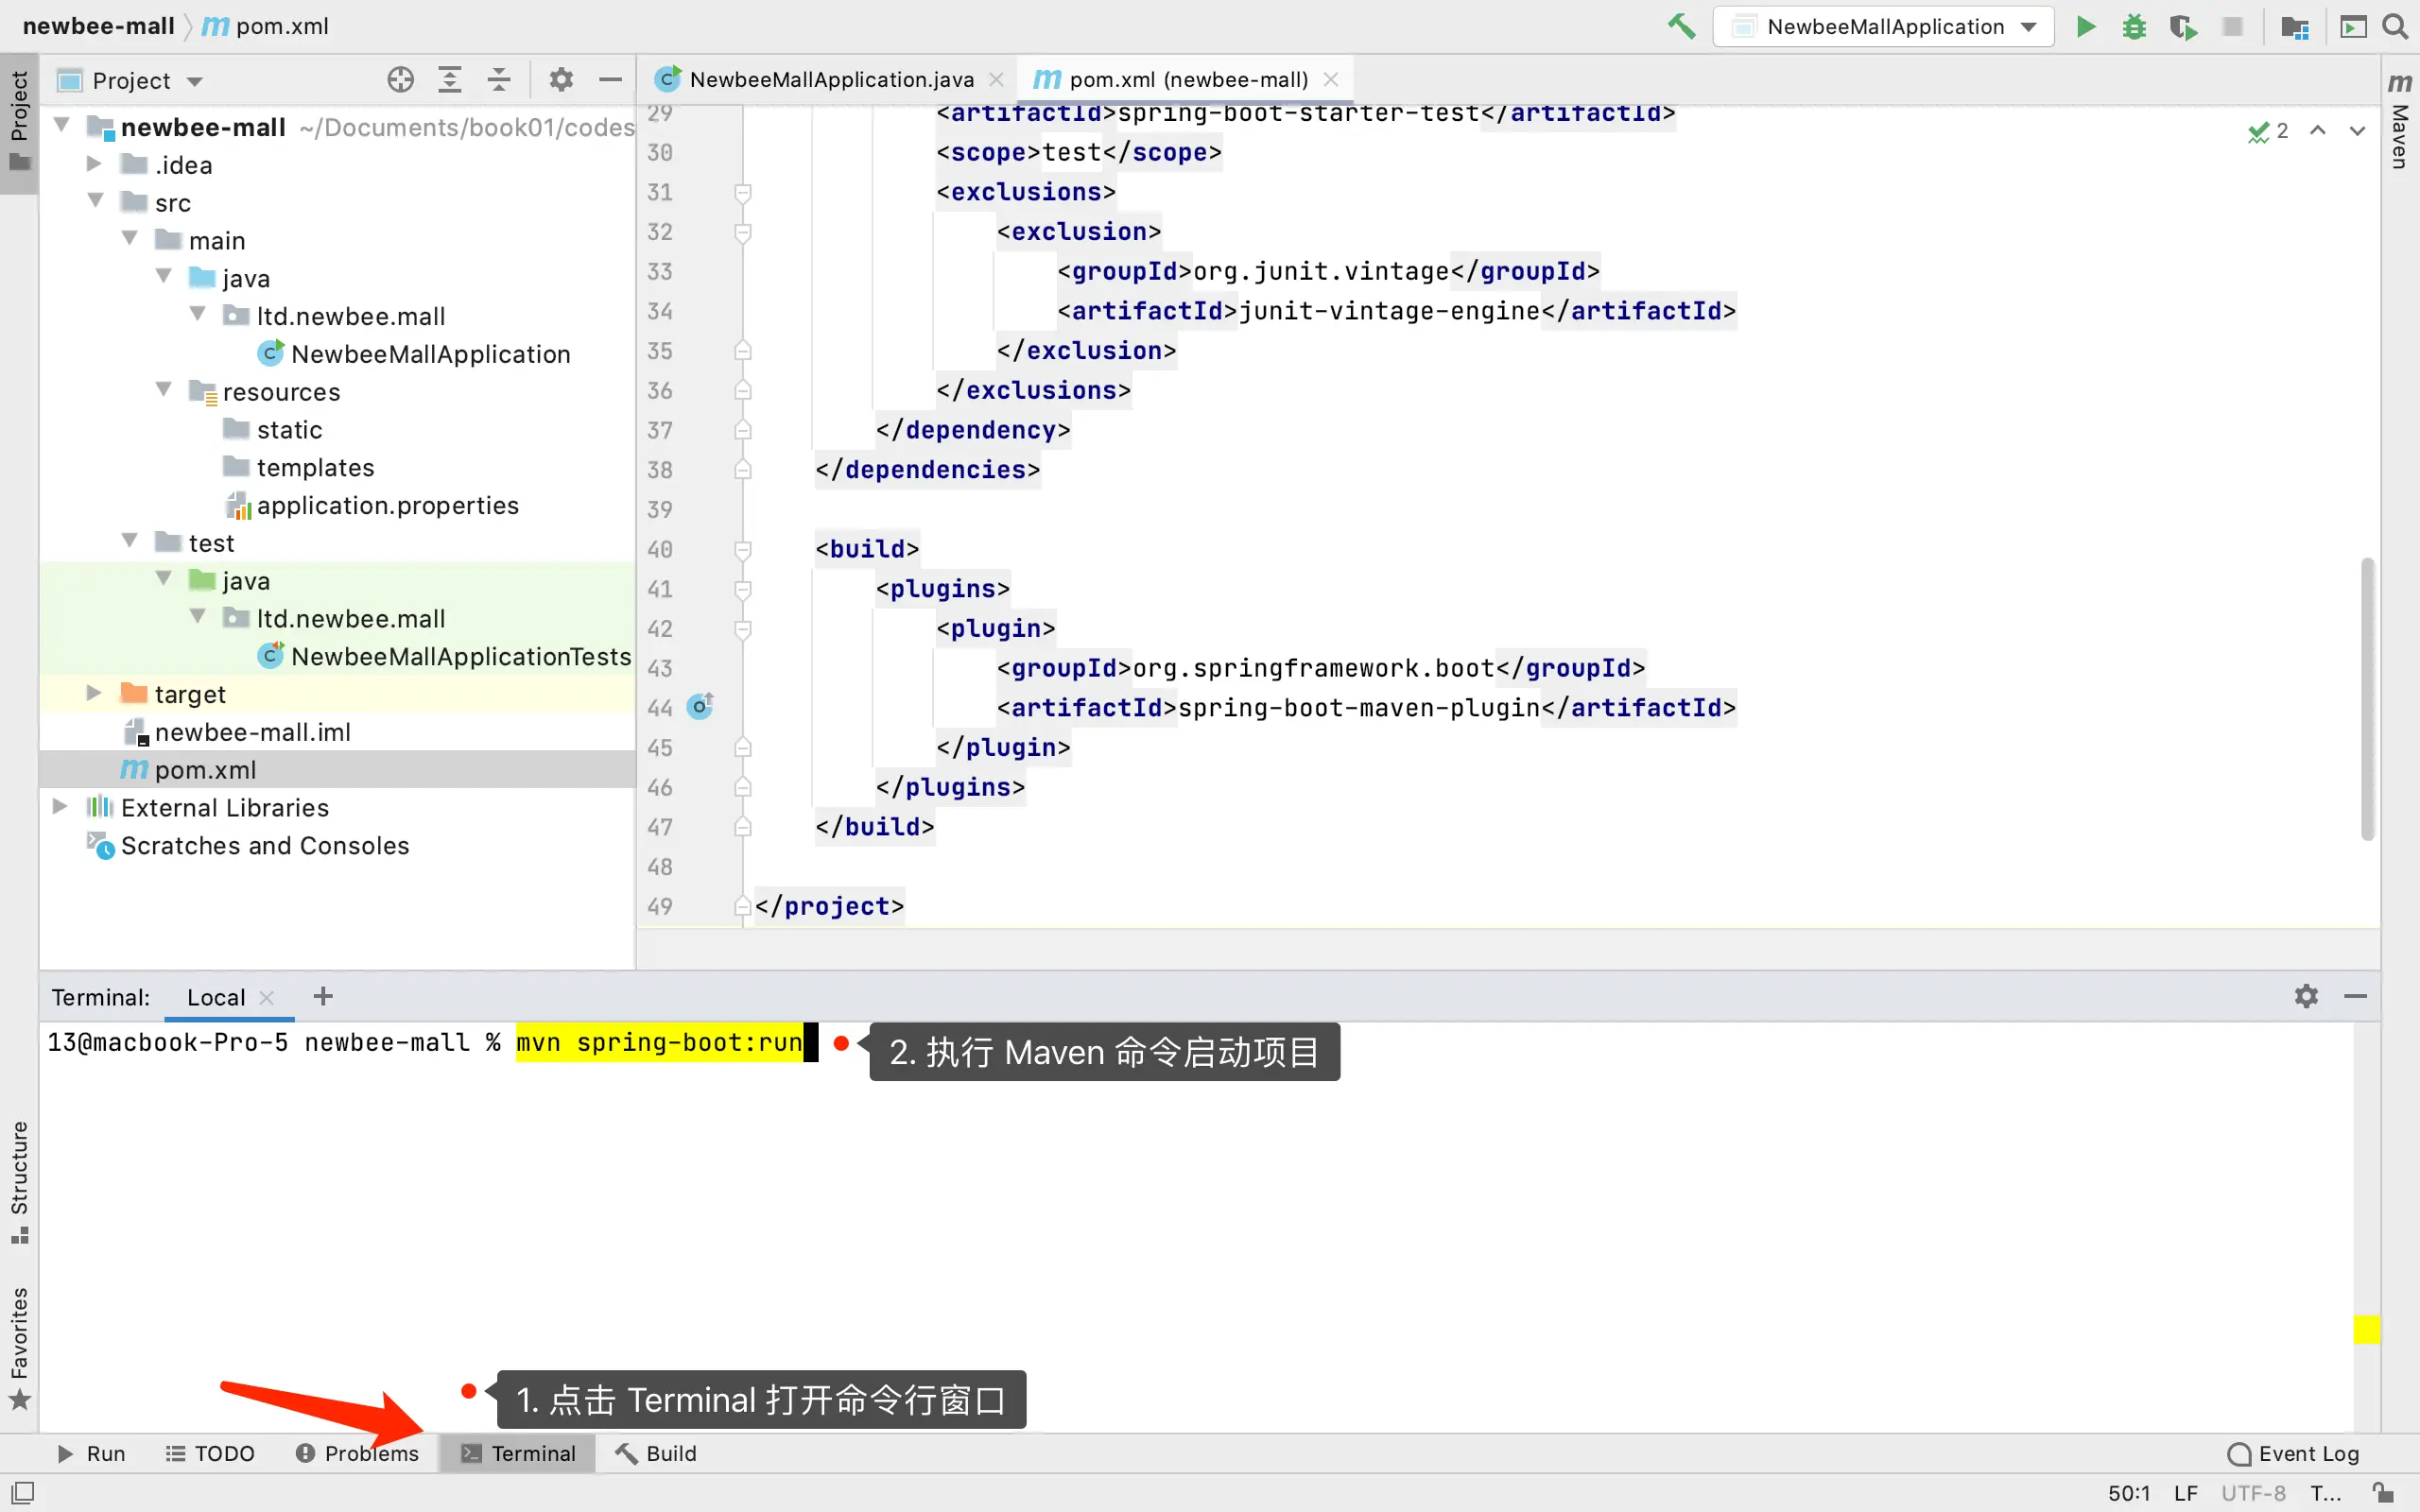 newbee-mall pom.xml
NewbeeMallApplication
Project
Project
NewbeeMallApplication.java
pom.xml (newbee-mall)
Maven
newbee-mall ~/Documents/book01/codes
.idea
src
main
java
ltd.newbee.mall
NewbeeMallApplication
resources
static
templates
application.properties
test
java
ltd.newbee.mall
NewbeeMallApplicationTests
target
newbee-mall.iml
pom.xml
External Libraries
Scratches and Consoles
2
29 <artifactId>spring-boot-starter-test</artifactId>
30 <scope>test</scope>
31 <exclusions>
32 <exclusion>
33 <groupId>org.junit.vintage</groupId>
34 <artifactId>junit-vintage-engine</artifactId>
35 </exclusion>
36 </exclusions>
37 </dependency>
38 </dependencies>
39
40 <build>
41 <plugins>
42 <plugin>
43 <groupId>org.springframework.boot</groupId>
44 <artifactId>spring-boot-maven-plugin</artifactId>
45 </plugin>
46 </plugins>
47 </build>
48
49 </project>
Terminal: Local
13@macbook-Pro-5 newbee-mall % mvn spring-boot:run
2. 执行 Maven 命令启动项目
Structure
Favorites
1. 点击 Terminal 打开命令行窗口
Run TODO Problems Terminal Build Event Log
50:1 LF UTF-8 T...